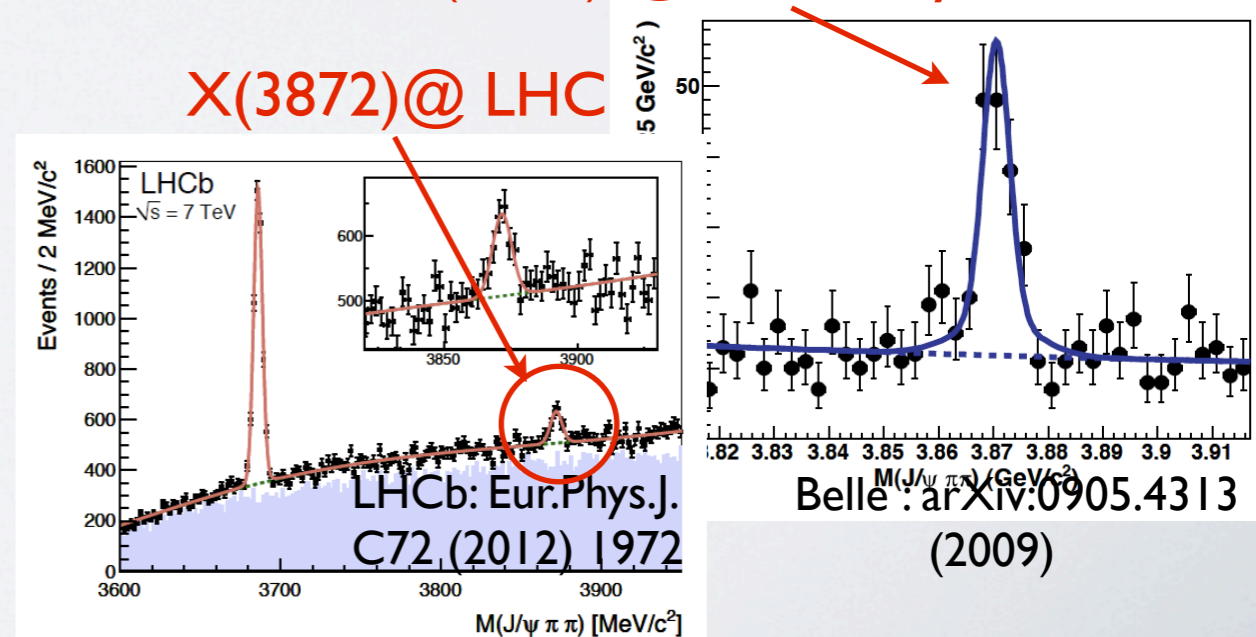 X(3872)@ LHC
LHCb
√s = 7 TeV
Events / 2 MeV/c²
1600
1400
1200
1000
800
600
400
200
0
3600
3700
3800
3900
M(J/ψ π π) [MeV/c²]
600
500
3850
3900
LHCb: Eur.Phys.J.
C72 (2012) 1972
5 GeV/c² )
50
.82
3.83
3.84
3.85
3.86
3.87
3.88
3.89
3.9
3.91
M(J/ψ ππ) (GeV/c²)
Belle : arXiv:0905.4313
(2009)